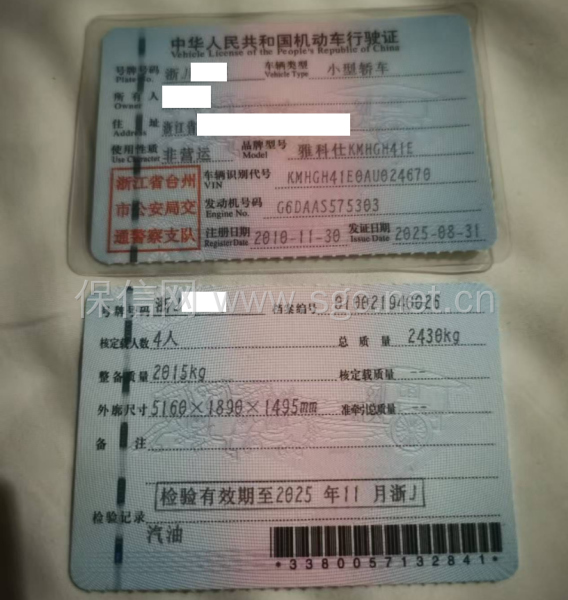 中华人民共和国机动车行驶证
Vehicle License of the People's Republic of China
号牌号码 浙 车辆类型 小型轿车
Plate No. Vehicle Type
所有人
Owner
住址 浙江省
Address
使用性质 非营运 品牌型号 雅科仕KMHGH41E
Use Character Model
浙江省台州
市公安局交
通警察支队
车辆识别代号 KMHGH41E0AU024670
VIN
发动机号码 G6DAAS575303
Engine No.
注册日期 2010-11-30 发证日期 2025-08-31
Register Date Issue Date
保信网 www.sgo.net.cn
号牌号码 浙J 档案编号
核定载人数 4人 总质量 2430kg
整备质量 2015kg 核定载质量 --
外廓尺寸 5160×1890×1495mm 准牵引总质量 --
备注
检验有效期至2025 年11 月浙J
检验记录
汽油
*3380057132841*